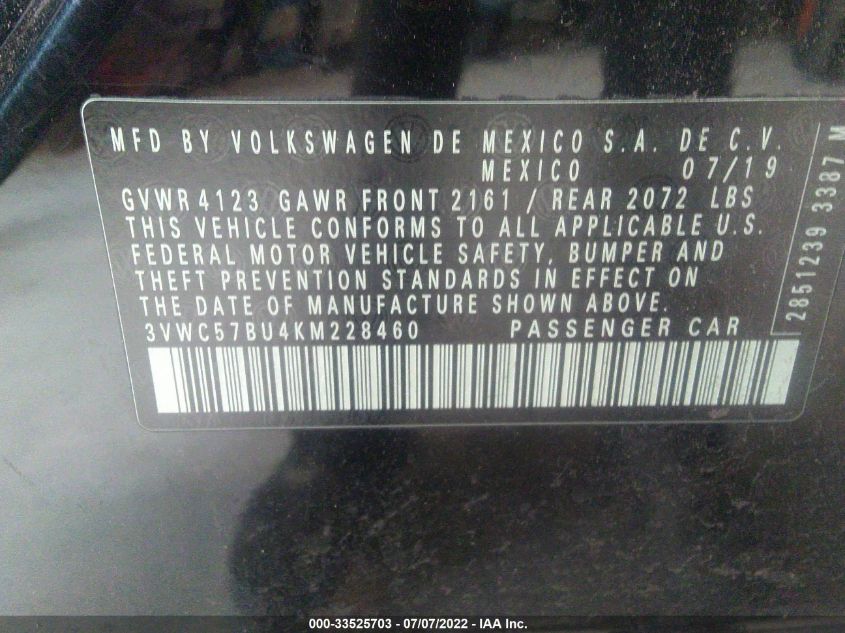 MFD BY VOLKSWAGEN DE MEXICO S.A. DE C.V.
MEXICO 07/19
GVWR 4123 GAWR FRONT 2161 / REAR 2072 LBS
THIS VEHICLE CONFORMS TO ALL APPLICABLE U.S.
FEDERAL MOTOR VEHICLE SAFETY, BUMPER AND
THEFT PREVENTION STANDARDS IN EFFECT ON
THE DATE OF MANUFACTURE SHOWN ABOVE.
3VWC57BU4KM228460 PASSENGER CAR
2851239 3387 M
000-33525703 - 07/07/2022 - IAA Inc.